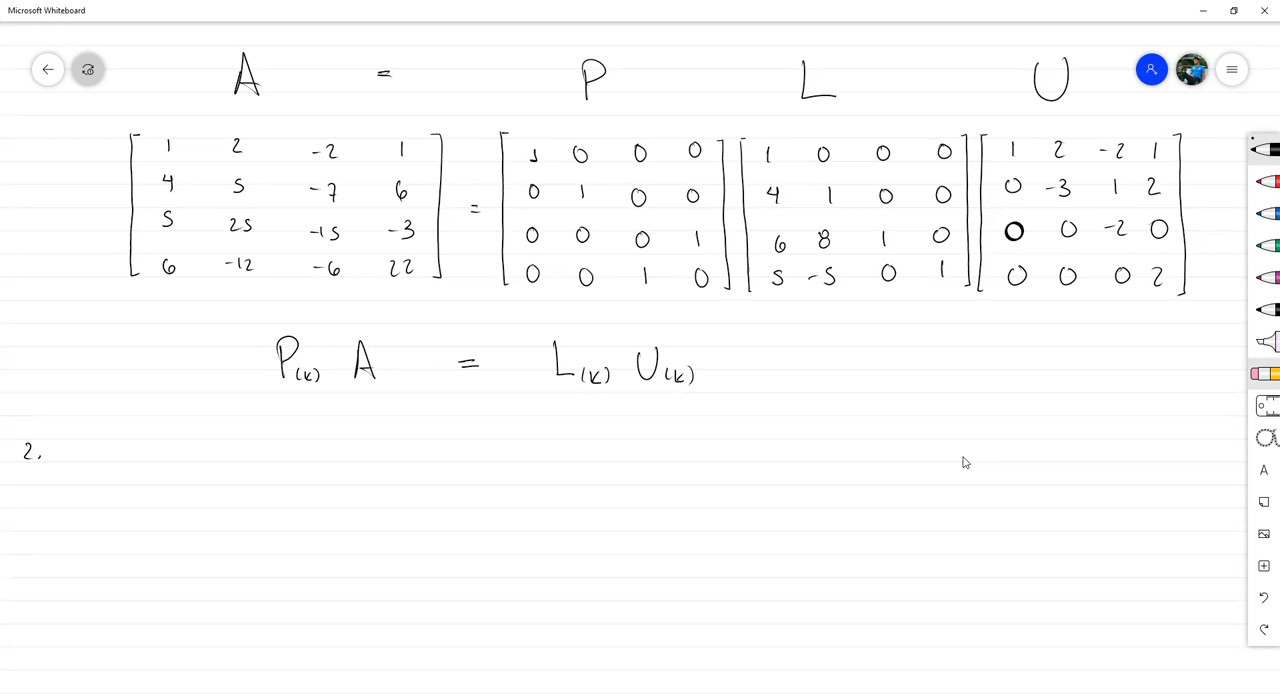 Microsoft Whiteboard
A = P L U
1 2 -2 1
4 5 -7 6
5 25 -15 -3
6 -12 -6 22
=
1 0 0 0
0 1 0 0
0 0 0 1
0 0 1 0
1 0 0 0
4 1 0 0
6 8 1 0
5 -5 0 1
1 2 -2 1
0 -3 1 2
0 0 -2 0
0 0 0 2
P(k) A = L(k) U(k)
2.
A